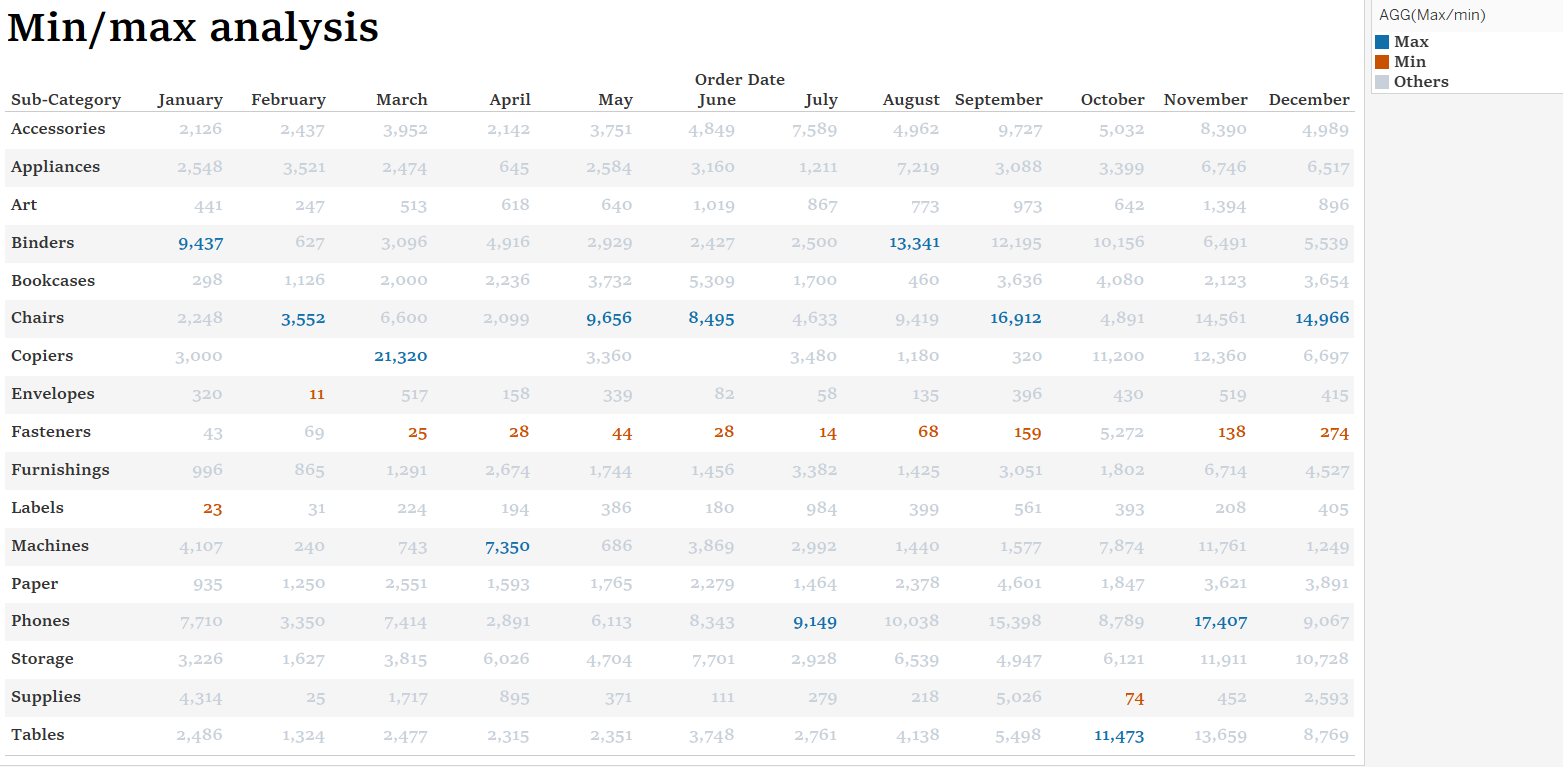 Min/max analysis
AGG(Max/min)
Max
Min
Others
Order Date
Sub-Category January February March April May June July August September October November December
Accessories 2,126 2,437 3,952 2,142 3,751 4,849 7,589 4,962 9,727 5,032 8,390 4,989
Appliances 2,548 3,521 2,474 645 2,584 3,160 1,211 7,219 3,088 3,399 6,746 6,517
Art 441 247 513 618 640 1,019 867 773 973 642 1,394 896
Binders 9,437 627 3,096 4,916 2,929 2,427 2,500 13,341 12,195 10,156 6,491 5,539
Bookcases 298 1,126 2,000 2,236 3,732 5,309 1,700 460 3,636 4,080 2,123 3,654
Chairs 2,248 3,552 6,600 2,099 9,656 8,495 4,633 9,419 16,912 4,891 14,561 14,966
Copiers 3,000 21,320 3,360 3,480 1,180 320 11,200 12,360 6,697
Envelopes 320 11 517 158 339 82 58 135 396 430 519 415
Fasteners 43 69 25 28 44 28 14 68 159 5,272 138 274
Furnishings 996 865 1,291 2,674 1,744 1,456 3,382 1,425 3,051 1,802 6,714 4,527
Labels 23 31 224 194 386 180 984 399 561 393 208 405
Machines 4,107 240 743 7,350 686 3,869 2,992 1,440 1,577 7,874 11,761 1,249
Paper 935 1,250 2,551 1,593 1,765 2,279 1,464 2,378 4,601 1,847 3,621 3,891
Phones 7,710 3,350 7,414 2,891 6,113 8,343 9,149 10,038 15,398 8,789 17,407 9,067
Storage 3,226 1,627 3,815 6,026 4,704 7,701 2,928 6,539 4,947 6,121 11,911 10,728
Supplies 4,314 25 1,717 895 371 111 279 218 5,026 74 452 2,593
Tables 2,486 1,324 2,477 2,315 2,351 3,748 2,761 4,138 5,498 11,473 13,659 8,769